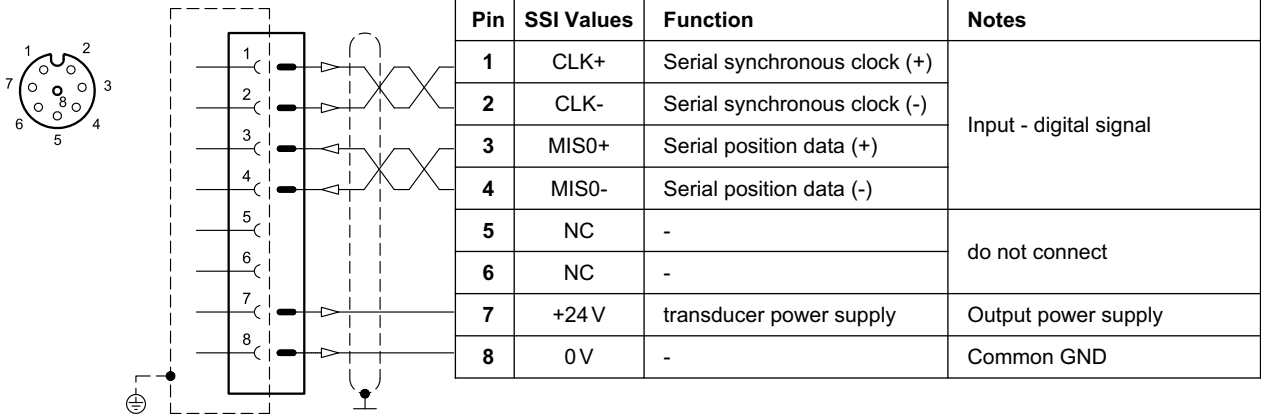 1 2
7 8 3
6 4
5
1
2
3
4
5
6
7
8
Pin SSI Values Function Notes
1 CLK+ Serial synchronous clock (+)
2 CLK- Serial synchronous clock (-)
Input - digital signal
3 MIS0+ Serial position data (+)
4 MIS0- Serial position data (-)
5 NC -
do not connect
6 NC -
7 +24 V transducer power supply Output power supply
8 0 V - Common GND